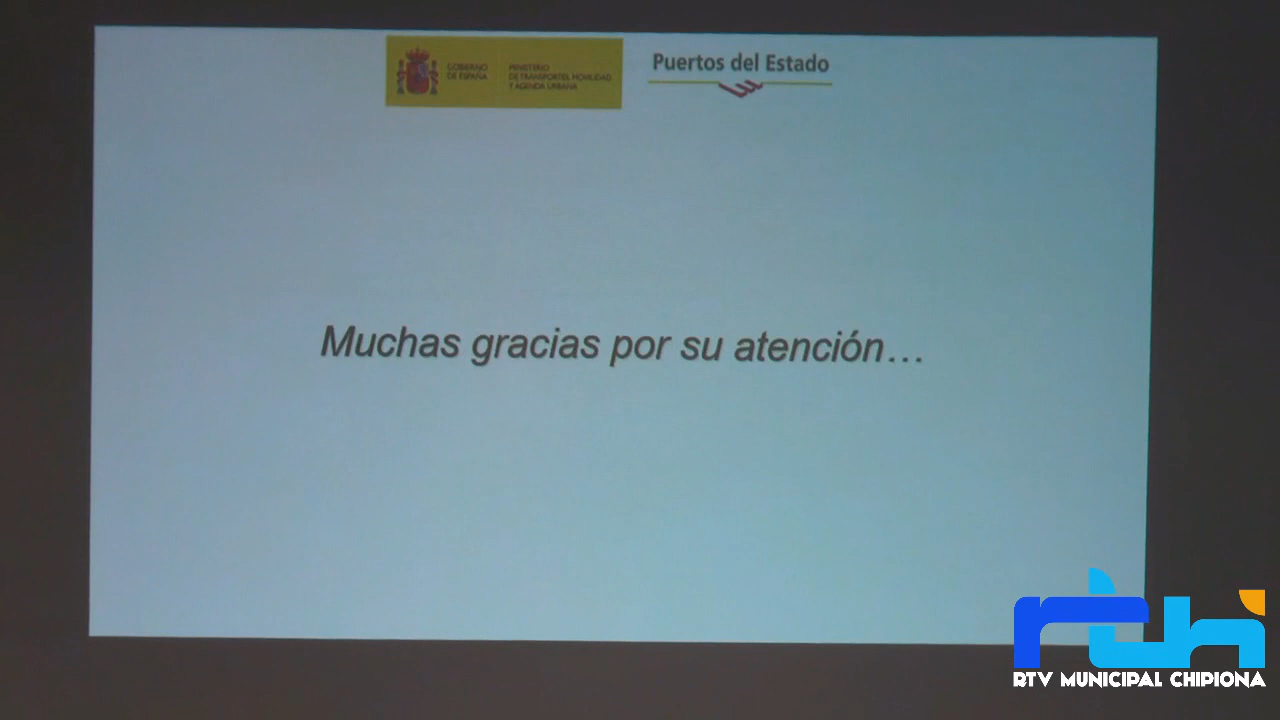 GOBIERNO
DE ESPAÑA
MINISTERIO
DE TRANSPORTES, MOVILIDAD
Y AGENDA URBANA
Puertos del Estado
Muchas gracias por su atención...
RTV MUNICIPAL CHIPIONA